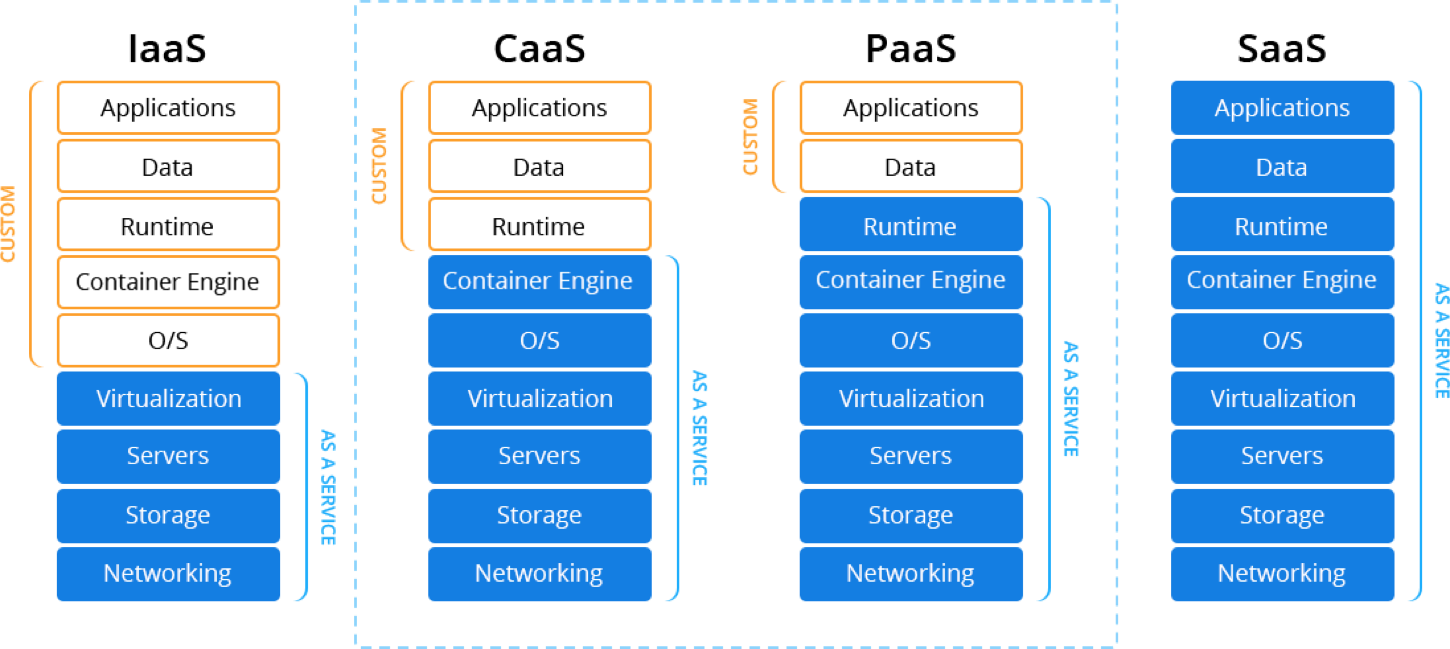 IaaS
CUSTOM
Applications
Data
Runtime
Container Engine
O/S
Virtualization
Servers
Storage
Networking
AS A SERVICE
CaaS
CUSTOM
Applications
Data
Runtime
Container Engine
O/S
Virtualization
Servers
Storage
Networking
AS A SERVICE
PaaS
CUSTOM
Applications
Data
Runtime
Container Engine
O/S
Virtualization
Servers
Storage
Networking
AS A SERVICE
SaaS
Applications
Data
Runtime
Container Engine
O/S
Virtualization
Servers
Storage
Networking
AS A SERVICE